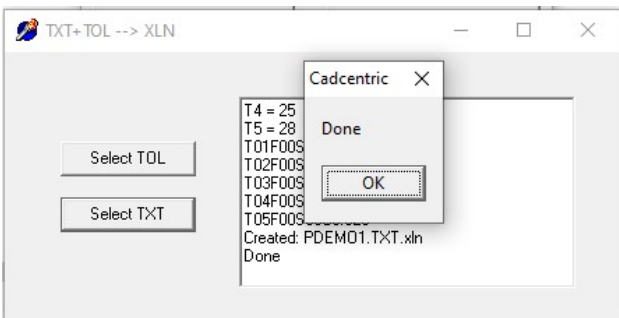 TXT+TOL --> XLN
Cadcentric
Done
OK
Select TOL
Select TXT
T4 = 25
T5 = 28
T01F00S
T02F00S
T03F00S
T04F00S
Created: PDEMO1.TXT.xln
Done